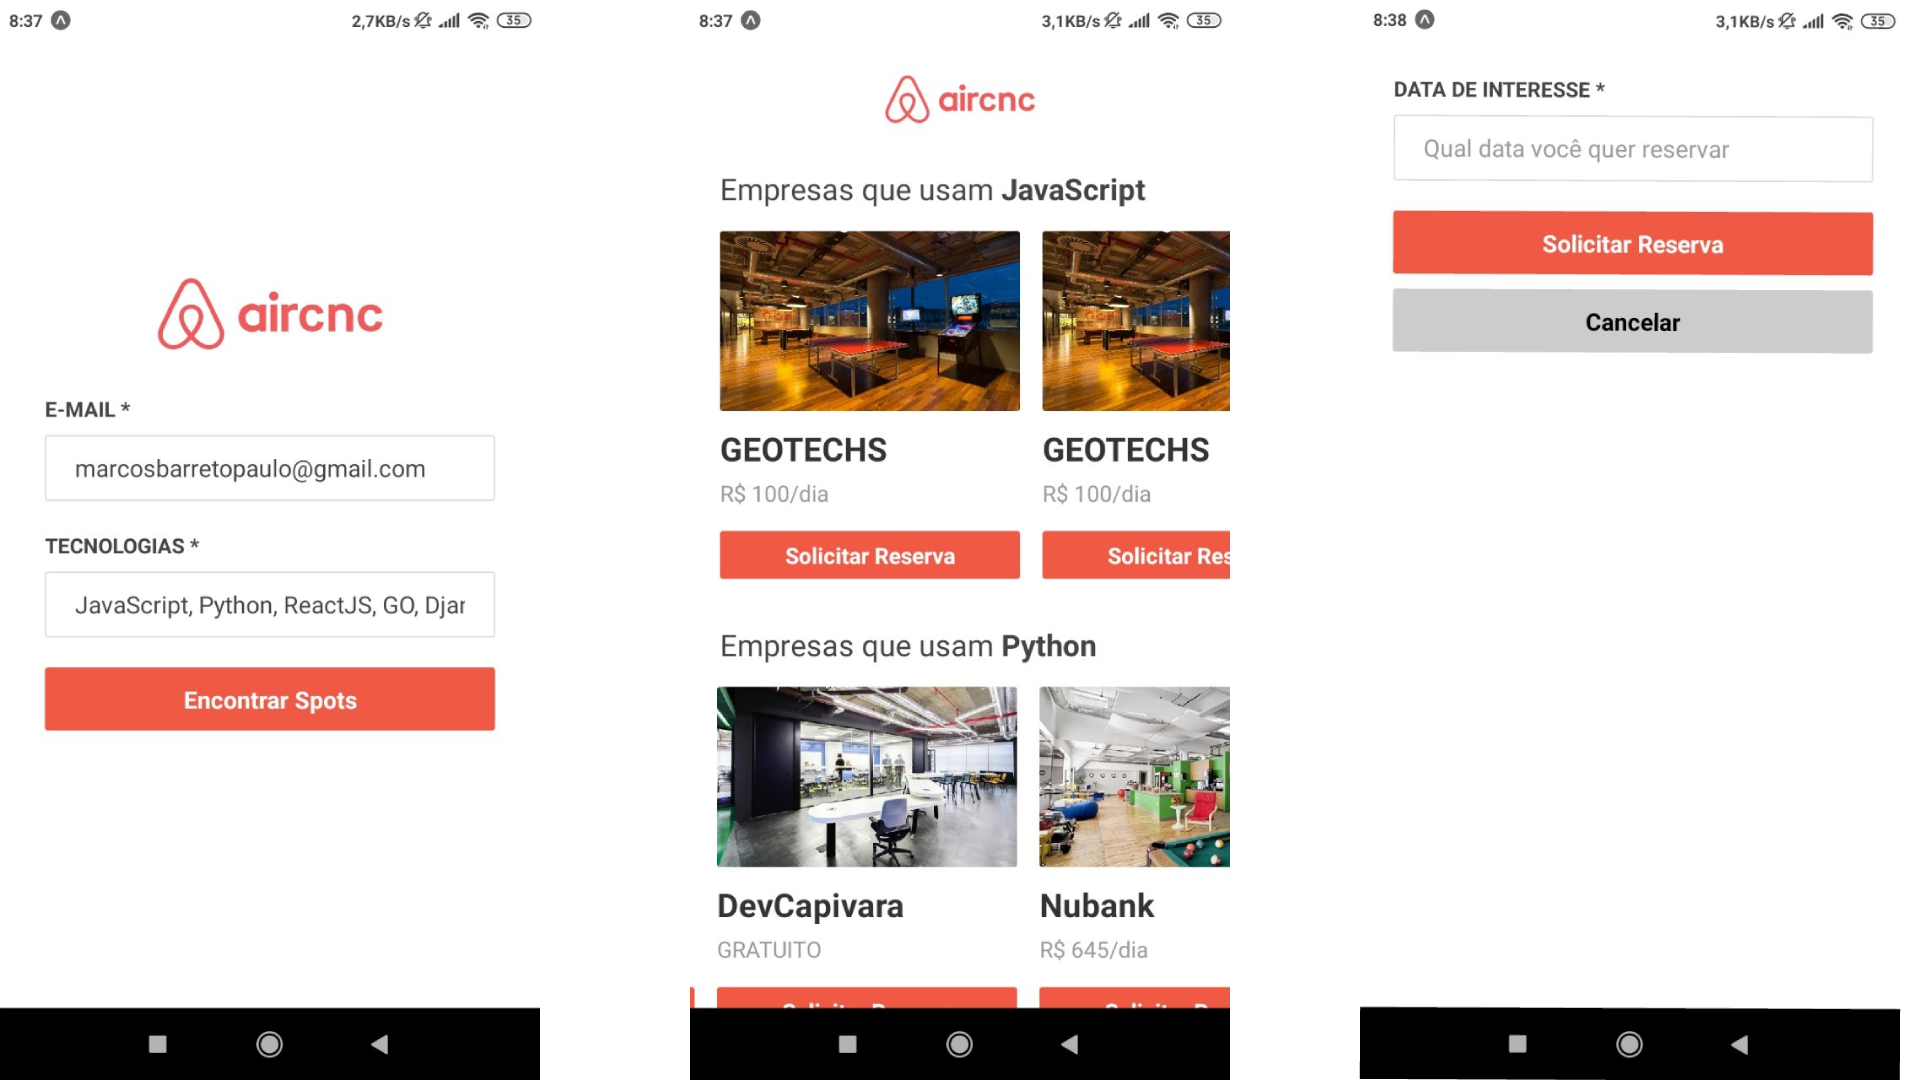 8:37
2,7KB/s
35
aircnc
E-MAIL *
marcosbarretopaulo@gmail.com
TECNOLOGIAS *
JavaScript, Python, ReactJS, GO, Djan
Encontrar Spots
8:37
3,1KB/s
35
aircnc
Empresas que usam JavaScript
GEOTECHS
GEOTECHS
R$ 100/dia
R$ 100/dia
Solicitar Reserva
Solicitar Res
Empresas que usam Python
DevCapivara
Nubank
GRATUITO
R$ 645/dia
8:38
3,1KB/s
35
DATA DE INTERESSE *
Qual data você quer reservar
Solicitar Reserva
Cancelar